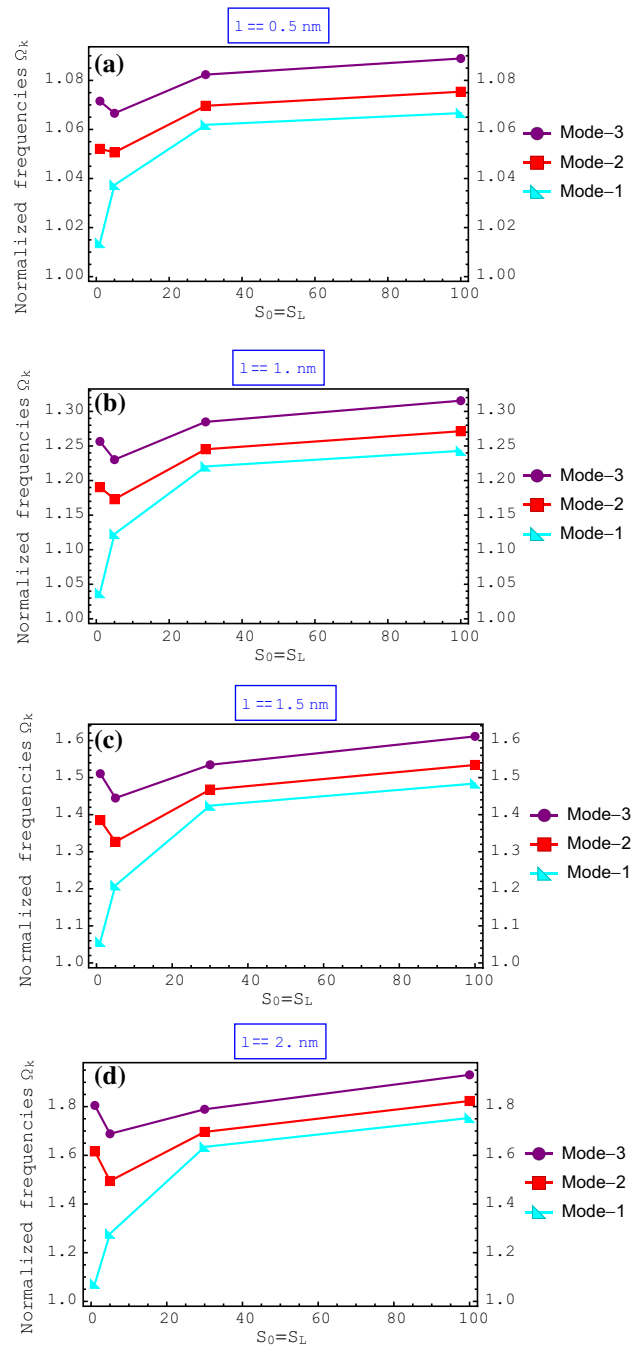 l == 0.5 nm
(a)
Normalized frequencies Ωk
1.08 1.08
1.06 1.06
1.04 1.04
1.02 1.02
1.00 1.00
0 20 40 60 80 100
S0=SL
Mode-3
Mode-2
Mode-1
l == 1. nm
(b)
Normalized frequencies Ωk
1.30 1.30
1.25 1.25
1.20 1.20
1.15 1.15
1.10 1.10
1.05 1.05
1.00 1.00
0 20 40 60 80 100
S0=SL
Mode-3
Mode-2
Mode-1
l == 1.5 nm
(c)
Normalized frequencies Ωk
1.6 1.6
1.5 1.5
1.4 1.4
1.3 1.3
1.2 1.2
1.1 1.1
1.0 1.0
0 20 40 60 80 100
S0=SL
Mode-3
Mode-2
Mode-1
l == 2. nm
(d)
Normalized frequencies Ωk
1.8 1.8
1.6 1.6
1.4 1.4
1.2 1.2
1.0 1.0
0 20 40 60 80 100
S0=SL
Mode-3
Mode-2
Mode-1